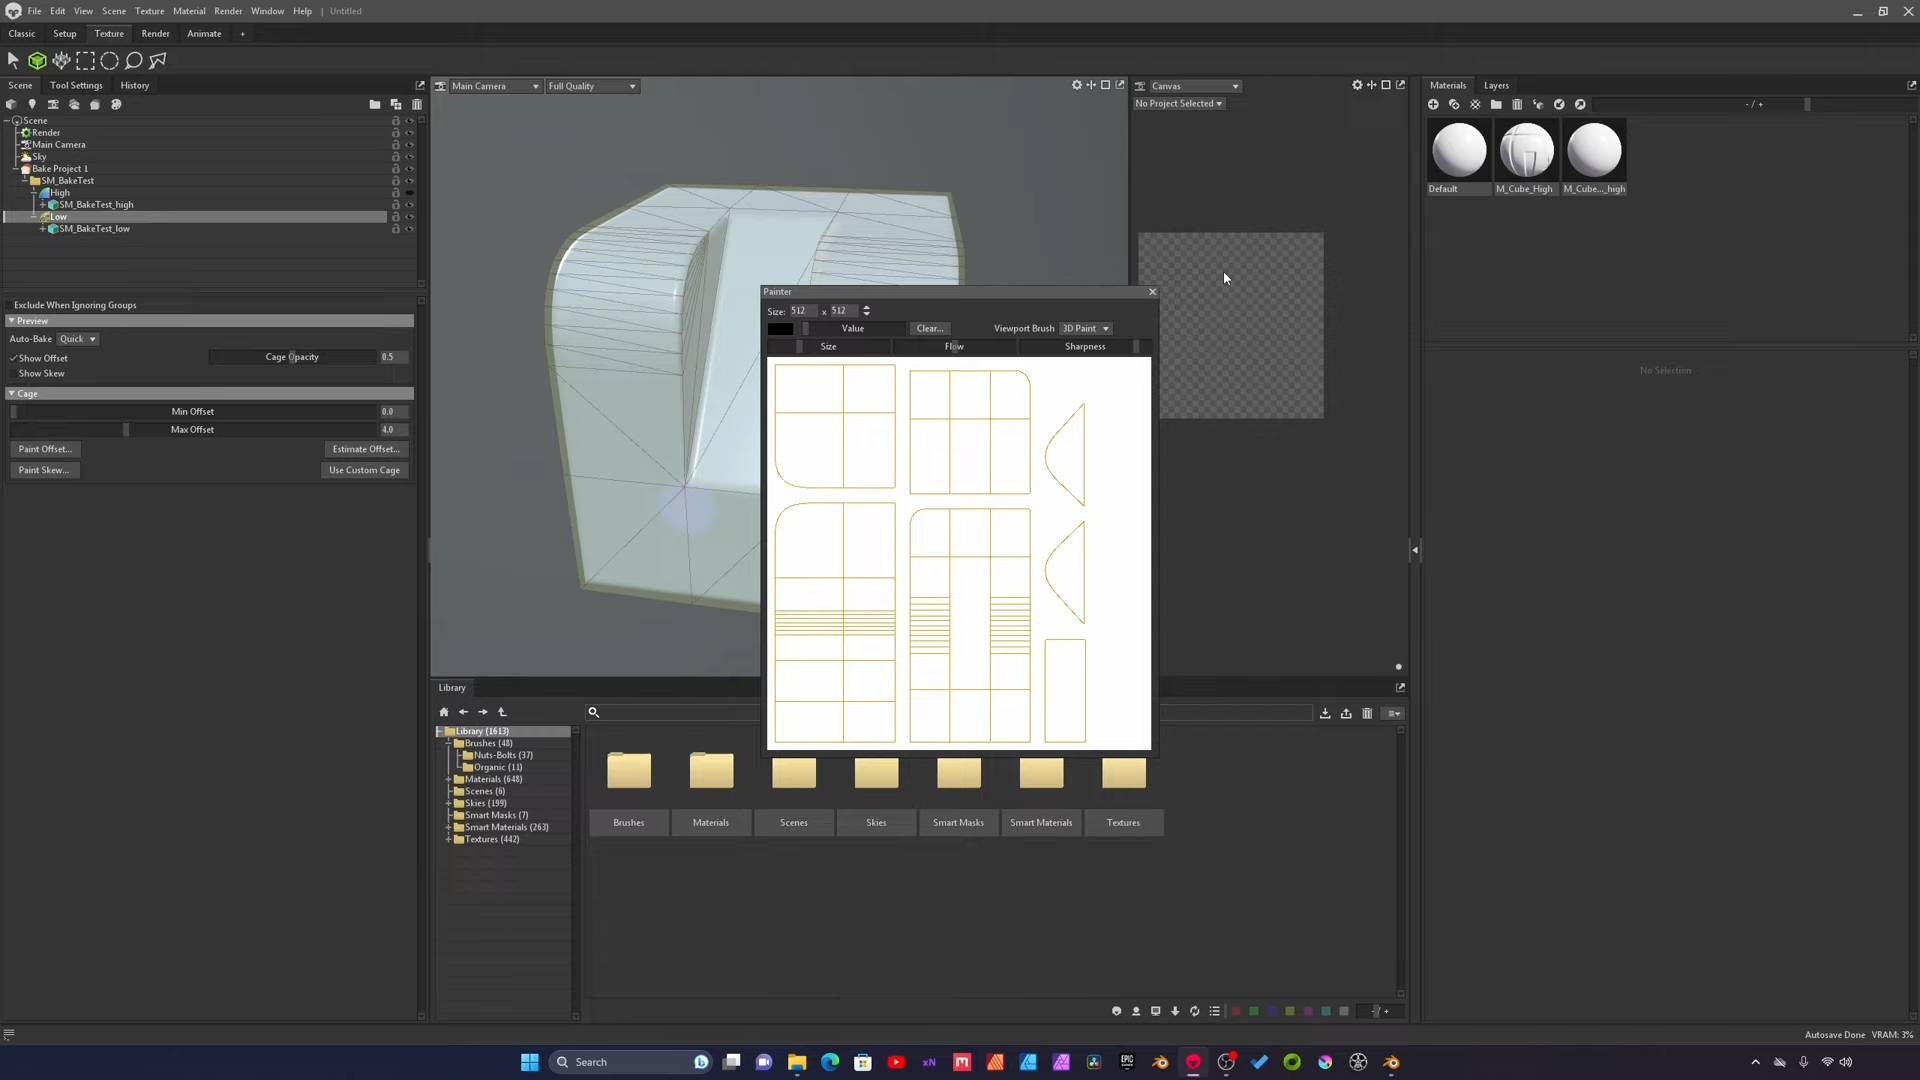 File Edit View Scene Texture Material Render Window Help | Untitled
Classic Setup Texture Render Animate +
Scene Tool Settings History
Main Camera Full Quality
Canvas
No Project Selected
Materials Layers
- / +
Default M_Cube_High M_Cube..._high
Scene
Render
Main Camera
Sky
Bake Project 1
SM_BakeTest
High
SM_BakeTest_high
Low
SM_BakeTest_low
Exclude When Ignoring Groups
Preview
Auto-Bake Quick
Show Offset Cage Opacity 0.5
Show Skew
Cage
Min Offset 0.0
Max Offset 4.0
Paint Offset... Estimate Offset...
Paint Skew... Use Custom Cage
Painter
Size: 512 x 512
Value Clear... Viewport Brush 3D Paint
Size Flow Sharpness
No Selection
Library
Library (1613)
Brushes (48)
Nuts-Bolts (37)
Organic (11)
Materials (648)
Scenes (6)
Skies (199)
Smart Masks (7)
Smart Materials (263)
Textures (442)
Brushes Materials Scenes Skies Smart Masks Smart Materials Textures
Autosave Done VRAM: 3%
Search